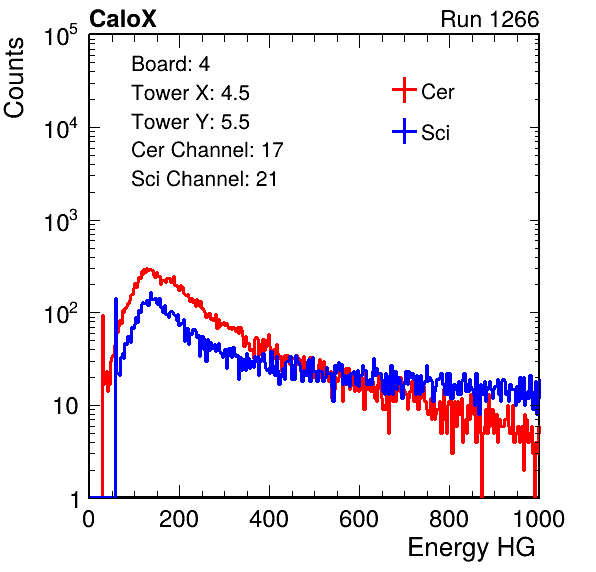 CaloX Run 1266
Counts
10^5
10^4
10^3
10^2
10
1
Board: 4
Tower X: 4.5
Tower Y: 5.5
Cer Channel: 17
Sci Channel: 21
Cer
Sci
0 200 400 600 800 1000
Energy HG